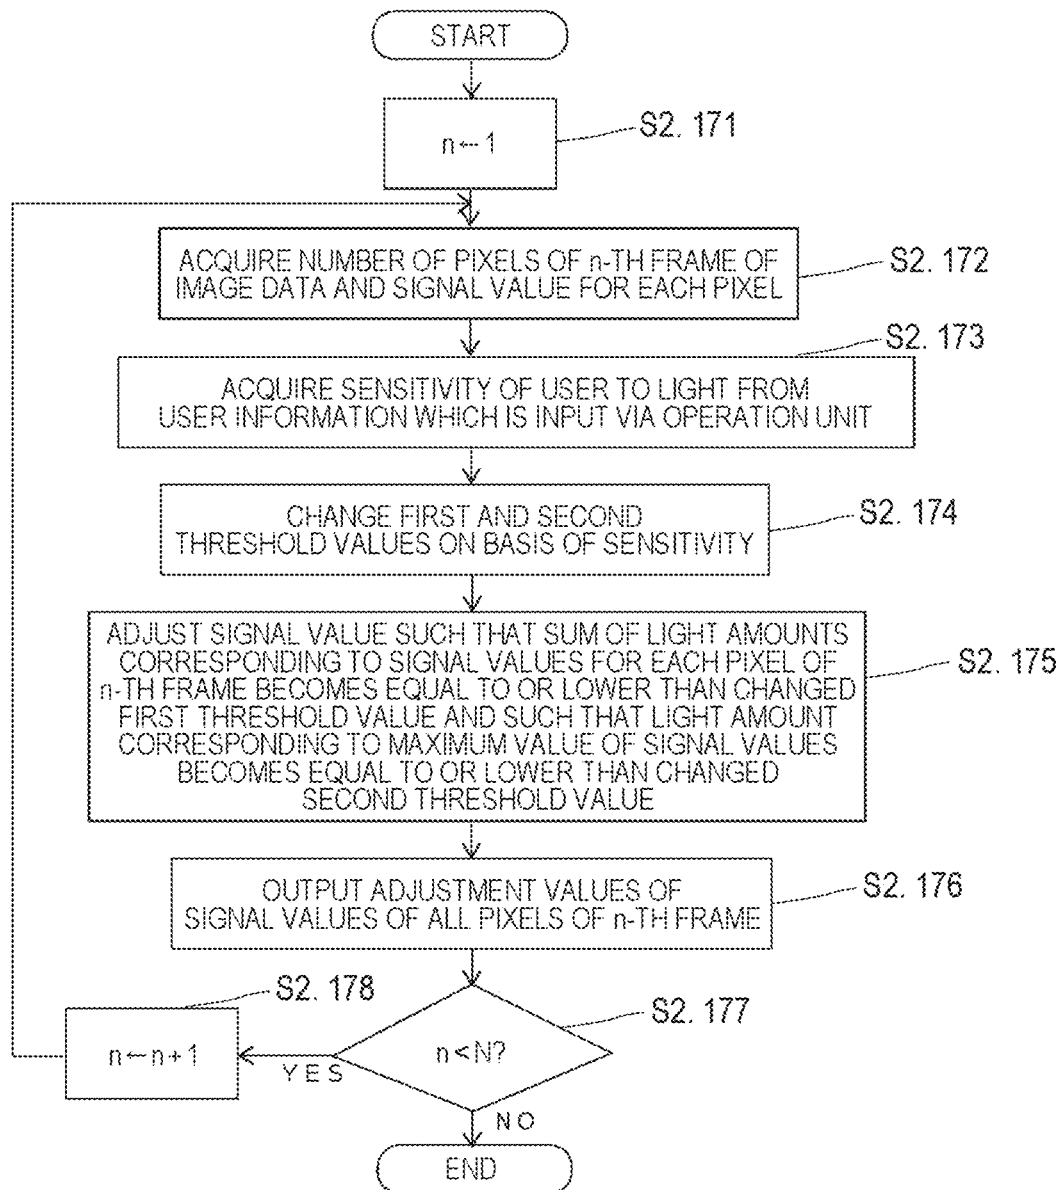 START
n←1
S2. 171
ACQUIRE NUMBER OF PIXELS OF n-TH FRAME OF
IMAGE DATA AND SIGNAL VALUE FOR EACH PIXEL
S2. 172
S2. 173
ACQUIRE SENSITIVITY OF USER TO LIGHT FROM
USER INFORMATION WHICH IS INPUT VIA OPERATION UNIT
CHANGE FIRST AND SECOND
THRESHOLD VALUES ON BASIS OF SENSITIVITY
S2. 174
ADJUST SIGNAL VALUE SUCH THAT SUM OF LIGHT AMOUNTS
CORRESPONDING TO SIGNAL VALUES FOR EACH PIXEL OF
n-TH FRAME BECOMES EQUAL TO OR LOWER THAN CHANGED
FIRST THRESHOLD VALUE AND SUCH THAT LIGHT AMOUNT
CORRESPONDING TO MAXIMUM VALUE OF SIGNAL VALUES
BECOMES EQUAL TO OR LOWER THAN CHANGED
SECOND THRESHOLD VALUE
S2. 175
OUTPUT ADJUSTMENT VALUES OF
SIGNAL VALUES OF ALL PIXELS OF n-TH FRAME
S2. 176
S2. 178
n←n+1
YES
n<N?
S2. 177
NO
END